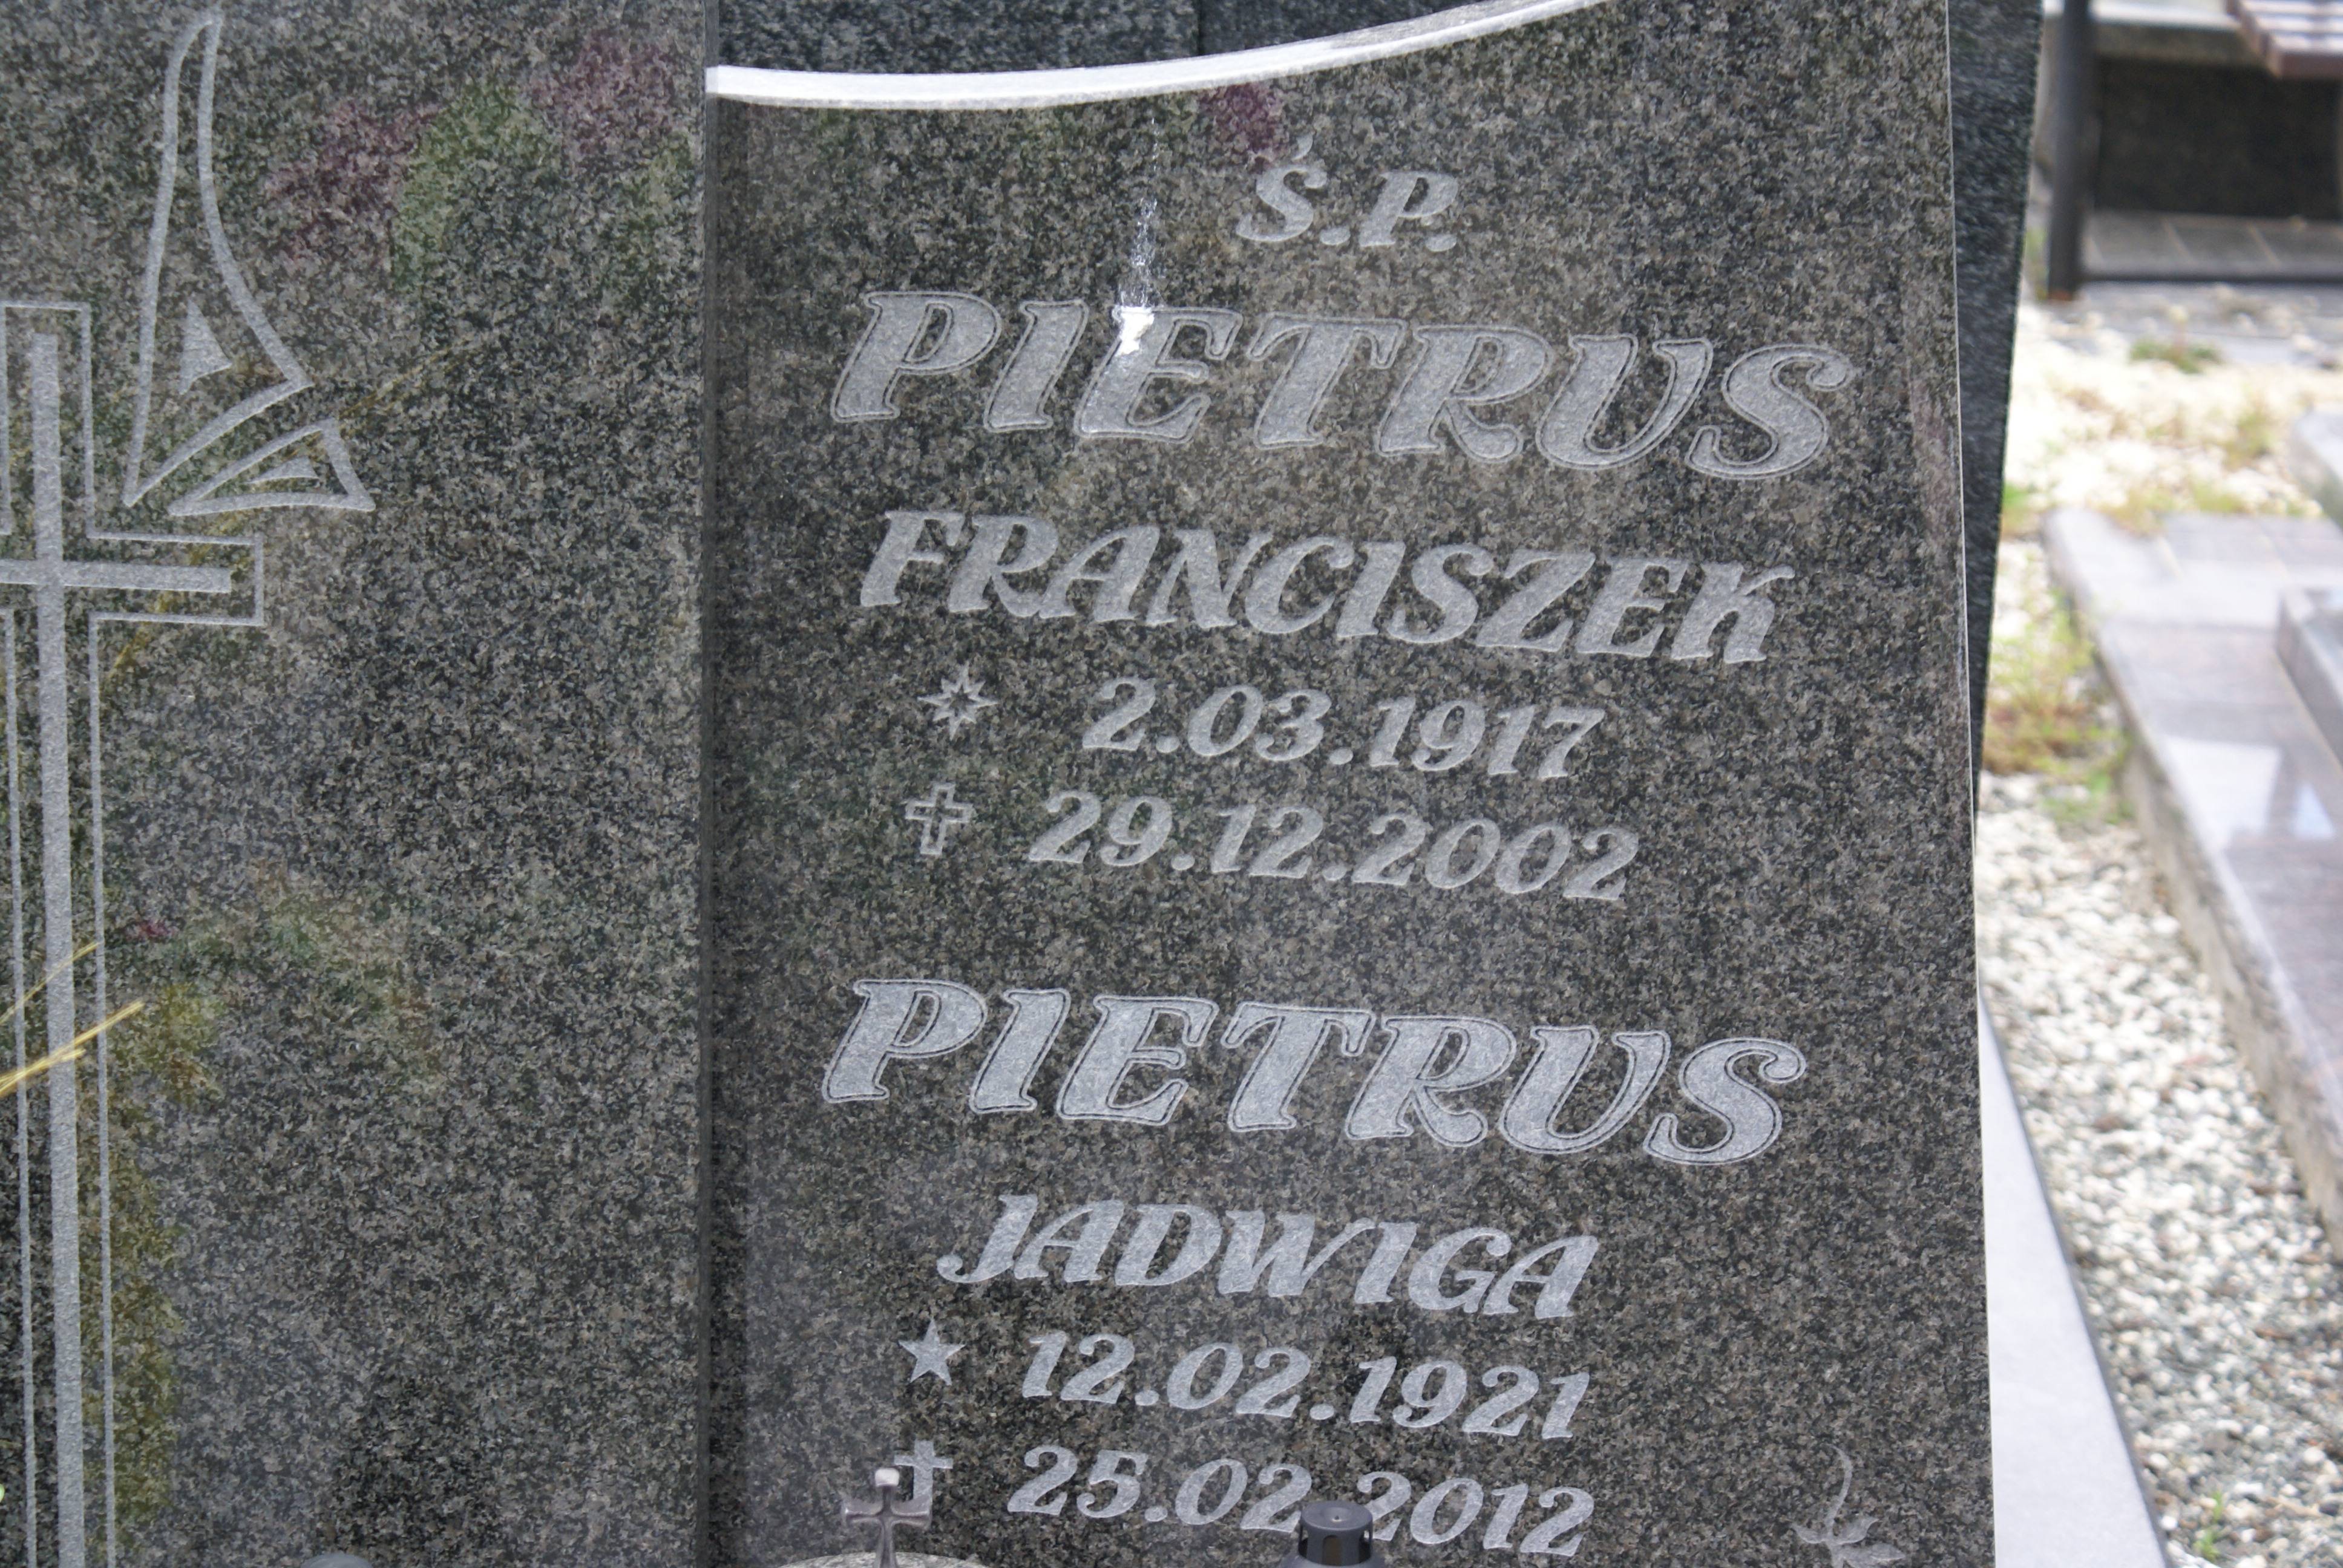 Ś.P.
PIETRUS
FRANCISZEK
2.03.1917
29.12.2002
PIETRUS
JADWIGA
12.02.1921
25.02.2012